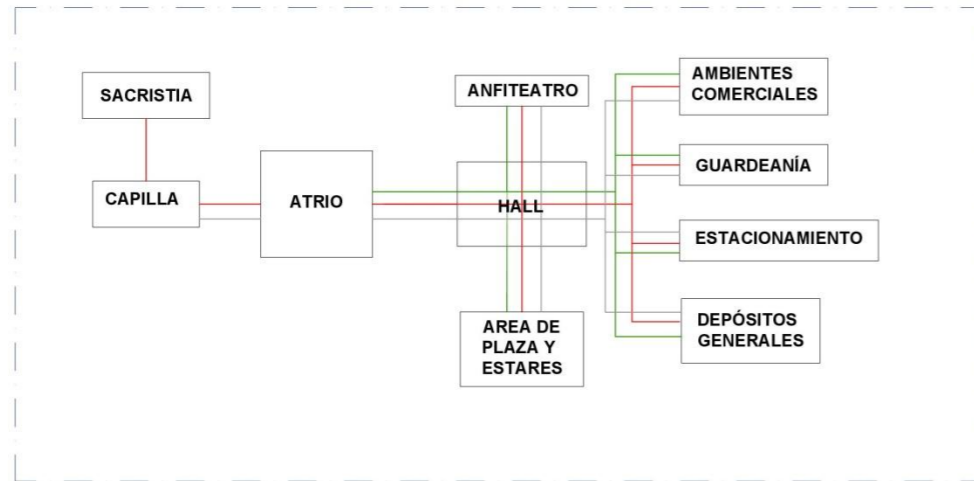 SACRISTIA
CAPILLA
ATRIO
ANFITEATRO
HALL
AREA DE
PLAZA Y
ESTARES
AMBIENTES
COMERCIALES
GUARDEANÍA
ESTACIONAMIENTO
DEPÓSITOS
GENERALES